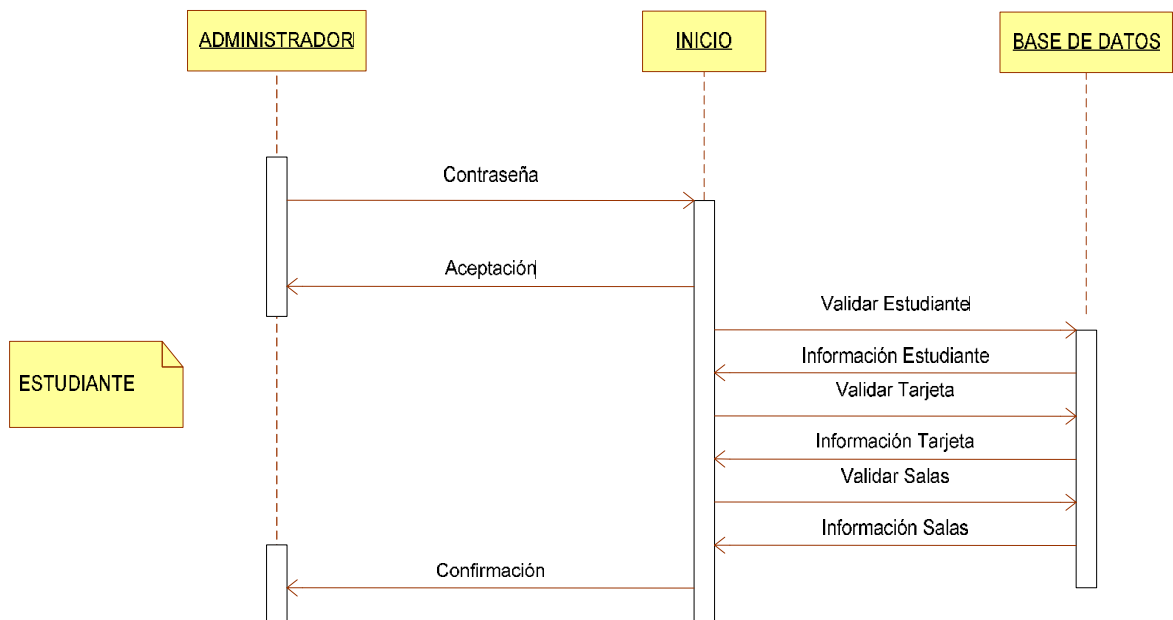 ADMINISTRADOR
INICIO
BASE DE DATOS
Contraseña
Aceptación
Validar Estudiante
Información Estudiante
ESTUDIANTE
Validar Tarjeta
Información Tarjeta
Validar Salas
Información Salas
Confirmación